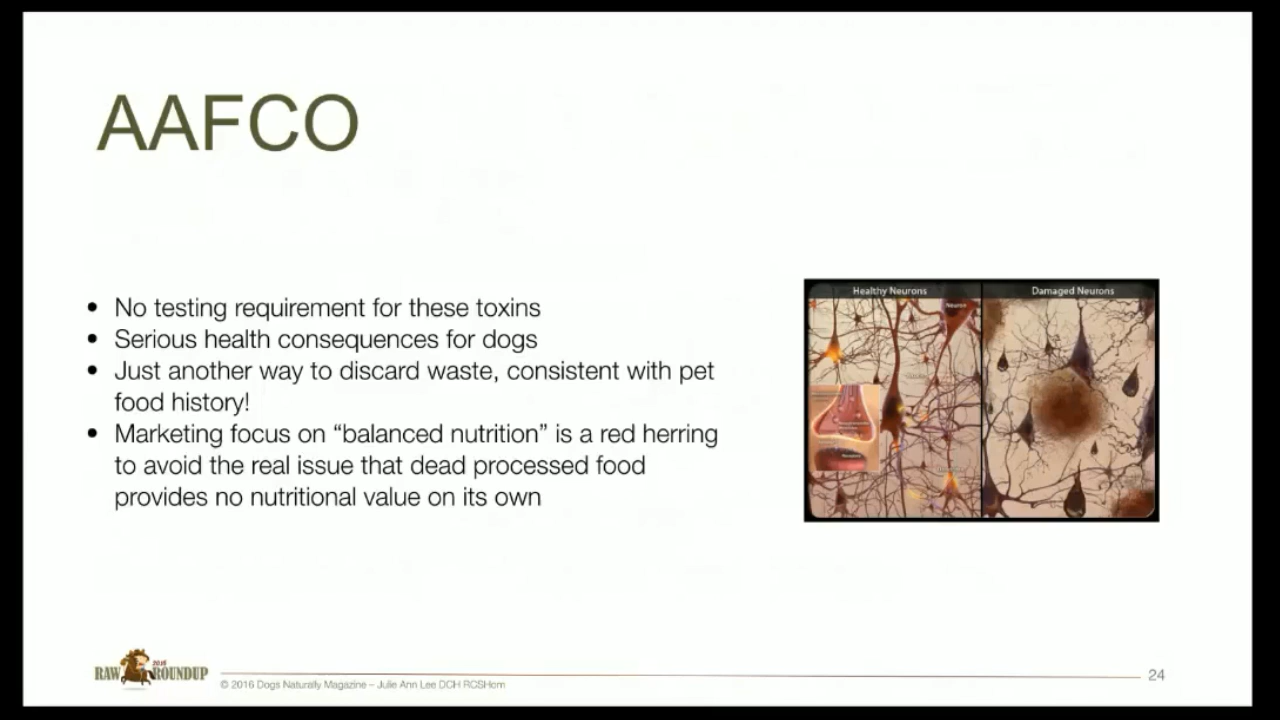 AAFCO
• No testing requirement for these toxins
• Serious health consequences for dogs
• Just another way to discard waste, consistent with pet
food history!
• Marketing focus on “balanced nutrition” is a red herring
to avoid the real issue that dead processed food
provides no nutritional value on its own
Healthy Neurons
Damaged Neurons
Neuron
RAW 2016 ROUNDUP
© 2016 Dogs Naturally Magazine – Julie Ann Lee DCH RCSHom
24